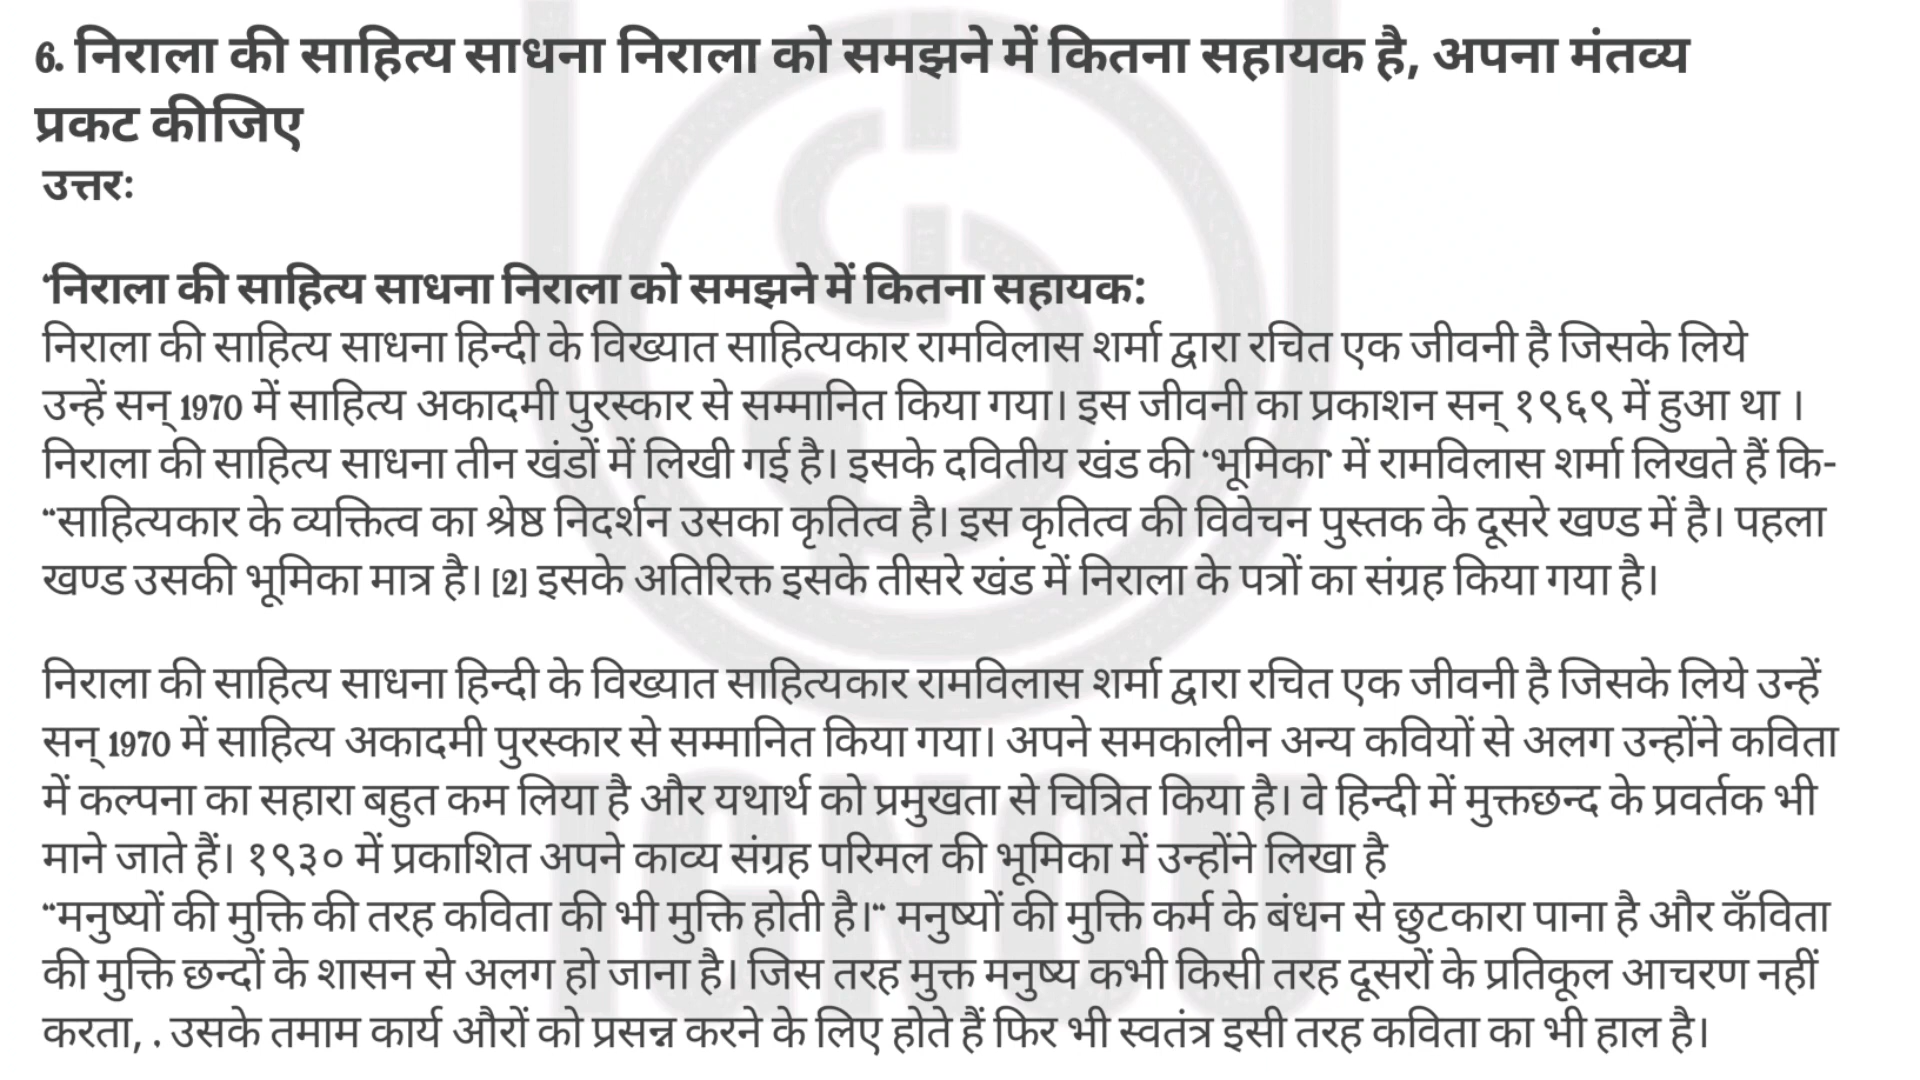 6. निराला की साहित्य साधना निराला को समझने में कितना सहायक है, अपना मंतव्य
प्रकट कीजिए
उत्तरः
‘निराला की साहित्य साधना निराला को समझने में कितना सहायक:
निराला की साहित्य साधना हिन्दी के विख्यात साहित्यकार रामविलास शर्मा द्वारा रचित एक जीवनी है जिसके लिये
उन्हें सन् 1970 में साहित्य अकादमी पुरस्कार से सम्मानित किया गया। इस जीवनी का प्रकाशन सन् १९६९ में हुआ था ।
निराला की साहित्य साधना तीन खंडों में लिखी गई है। इसके दवितीय खंड की ‘भूमिका’ में रामविलास शर्मा लिखते हैं कि-
“साहित्यकार के व्यक्तित्व का श्रेष्ठ निदर्शन उसका कृतित्व है। इस कृतित्व की विवेचन पुस्तक के दूसरे खण्ड में है। पहला
खण्ड उसकी भूमिका मात्र है। [2] इसके अतिरिक्त इसके तीसरे खंड में निराला के पत्रों का संग्रह किया गया है।
निराला की साहित्य साधना हिन्दी के विख्यात साहित्यकार रामविलास शर्मा द्वारा रचित एक जीवनी है जिसके लिये उन्हें
सन् 1970 में साहित्य अकादमी पुरस्कार से सम्मानित किया गया। अपने समकालीन अन्य कवियों से अलग उन्होंने कविता
में कल्पना का सहारा बहुत कम लिया है और यथार्थ को प्रमुखता से चित्रित किया है। वे हिन्दी में मुक्तछन्द के प्रवर्तक भी
माने जाते हैं। १९३० में प्रकाशित अपने काव्य संग्रह परिमल की भूमिका में उन्होंने लिखा है
“मनुष्यों की मुक्ति की तरह कविता की भी मुक्ति होती है।“ मनुष्यों की मुक्ति कर्म के बंधन से छुटकारा पाना है और कँविता
की मुक्ति छन्दों के शासन से अलग हो जाना है। जिस तरह मुक्त मनुष्य कभी किसी तरह दूसरों के प्रतिकूल आचरण नहीं
करता, . उसके तमाम कार्य औरों को प्रसन्न करने के लिए होते हैं फिर भी स्वतंत्र इसी तरह कविता का भी हाल है।
IGNOU